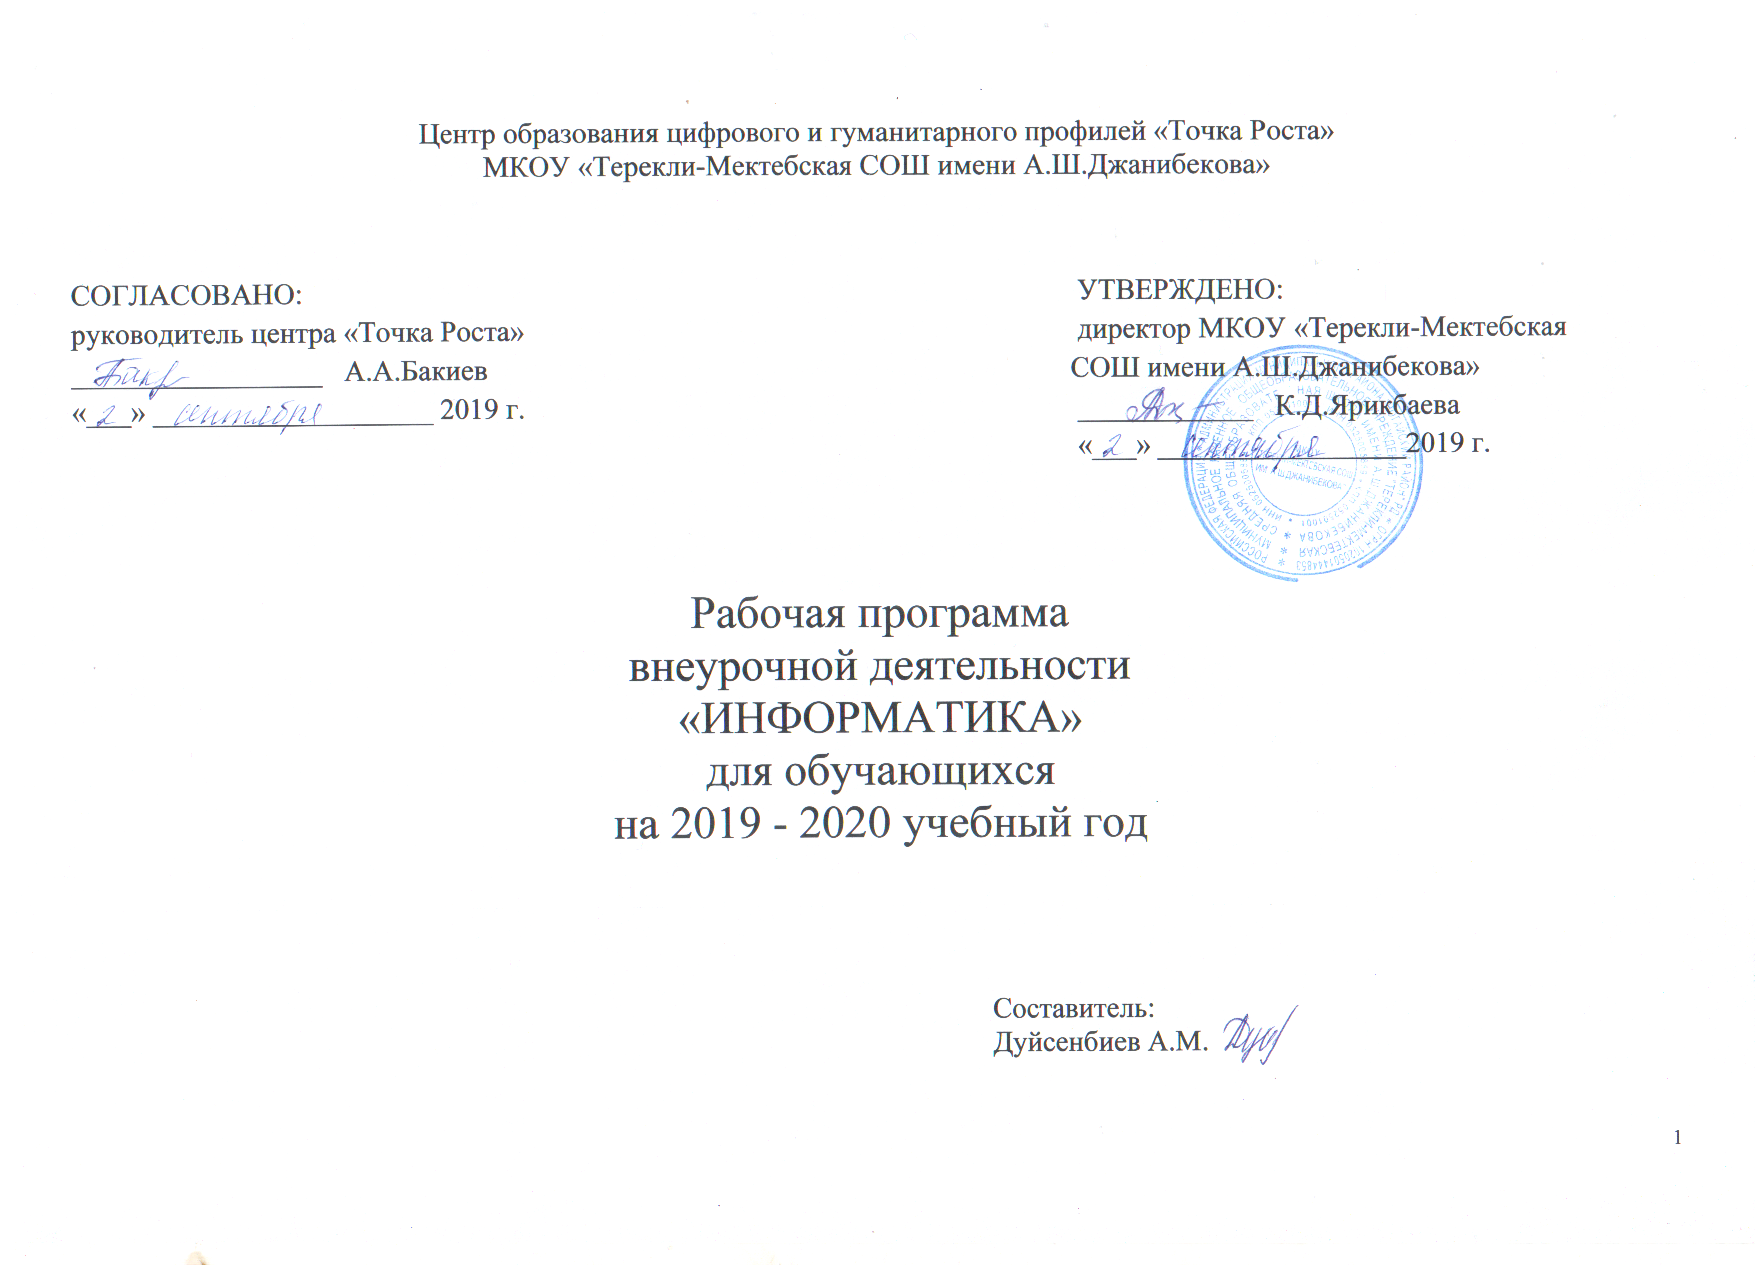 Центр образования цифрового и гуманитарного профилей «Точка Роста»
МКОУ «Терекли-Мектебская СОШ имени А.Ш.Джанибекова»
СОГЛАСОВАНО:
руководитель центра «Точка Роста»
А.А.Бакиев
«2» сентября 2019 г.
УТВЕРЖДЕНО:
директор МКОУ «Терекли-Мектебская
СОШ имени А.Ш.Джанибекова»
К.Д.Ярикбаева
«2» сентября 2019 г.
Рабочая программа
внеурочной деятельности
«ИНФОРМАТИКА»
для обучающихся
на 2019 - 2020 учебный год
Составитель:
Дуйсенбиев А.М.
1